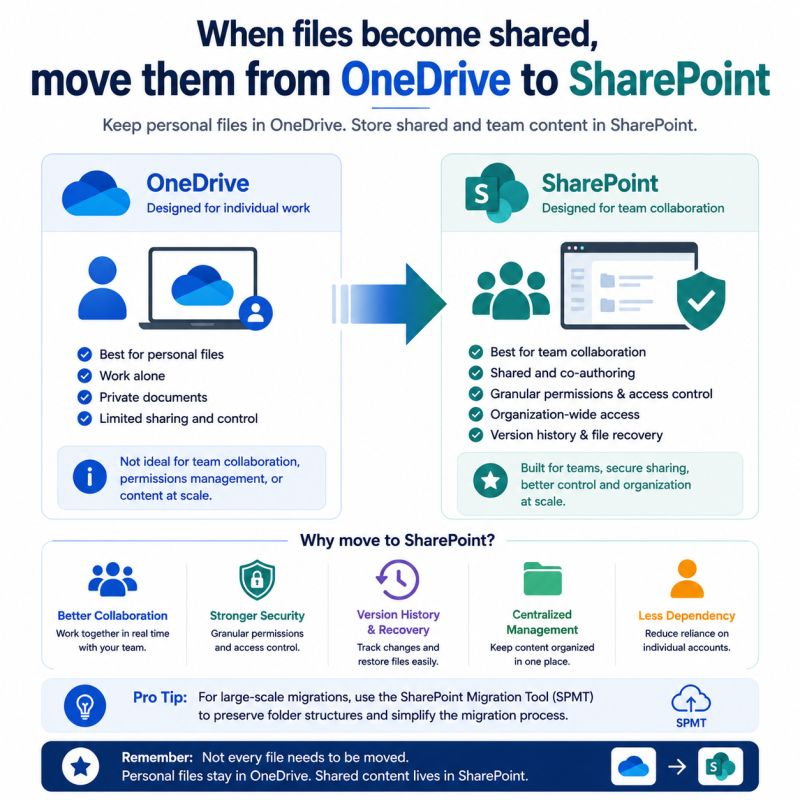 When files become shared,
move them from OneDrive to SharePoint
Keep personal files in OneDrive. Store shared and team content in SharePoint.
OneDrive
Designed for individual work
Best for personal files
Work alone
Private documents
Limited sharing and control
Not ideal for team collaboration,
permissions management, or
content at scale.
S
SharePoint
Designed for team collaboration
Best for team collaboration
Shared and co-authoring
Granular permissions & access control
Organization-wide access
Version history & file recovery
Built for teams, secure sharing,
better control and organization
at scale.
Why move to SharePoint?
Better Collaboration
Work together in real time
with your team.
Stronger Security
Granular permissions
and access control.
Version History
& Recovery
Track changes and
restore files easily.
Centralized
Management
Keep content organized
in one place.
Less Dependency
Reduce reliance on
individual accounts.
Pro Tip: For large-scale migrations, use the SharePoint Migration Tool (SPMT)
to preserve folder structures and simplify the migration process.
SPMT
Remember: Not every file needs to be moved.
Personal files stay in OneDrive. Shared content lives in SharePoint.
S